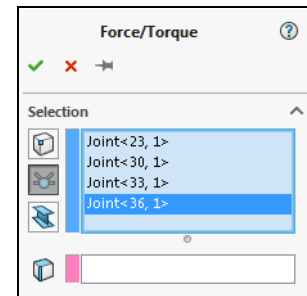 Force/Torque
Selection
Joint<23, 1>
Joint<30, 1>
Joint<33, 1>
Joint<36, 1>